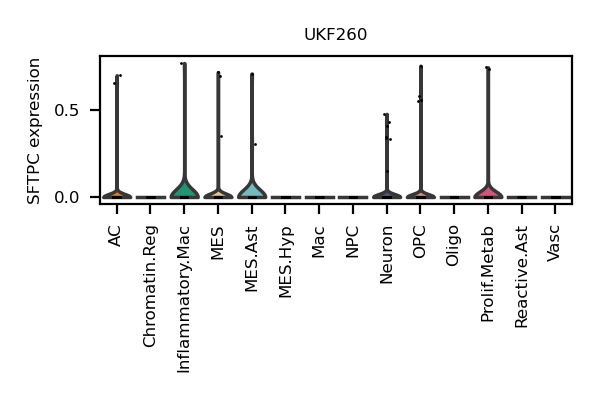 UKF260
SFTPC expression
0.5
0.0
AC
Chromatin.Reg
Inflammatory.Mac
MES
MES.Ast
MES.Hyp
Mac
NPC
Neuron
OPC
Oligo
Prolif.Metab
Reactive.Ast
Vasc